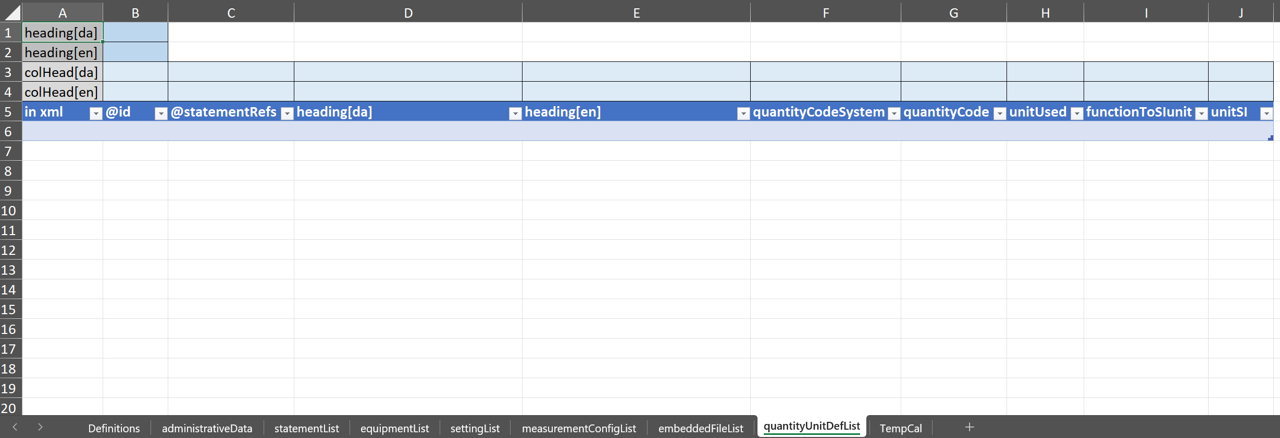 A B C D E F G H I J
1 heading[da]
2 heading[en]
3 colHead[da]
4 colHead[en]
5 in xml @id @statementRefs heading[da] heading[en] quantityCodeSystem quantityCode unitUsed functionToSIunit unitSI
6
7
8
9
10
11
12
13
14
15
16
17
18
19
20
Definitions administrativeData statementList equipmentList settingList measurementConfigList embeddedFileList quantityUnitDefList TempCal